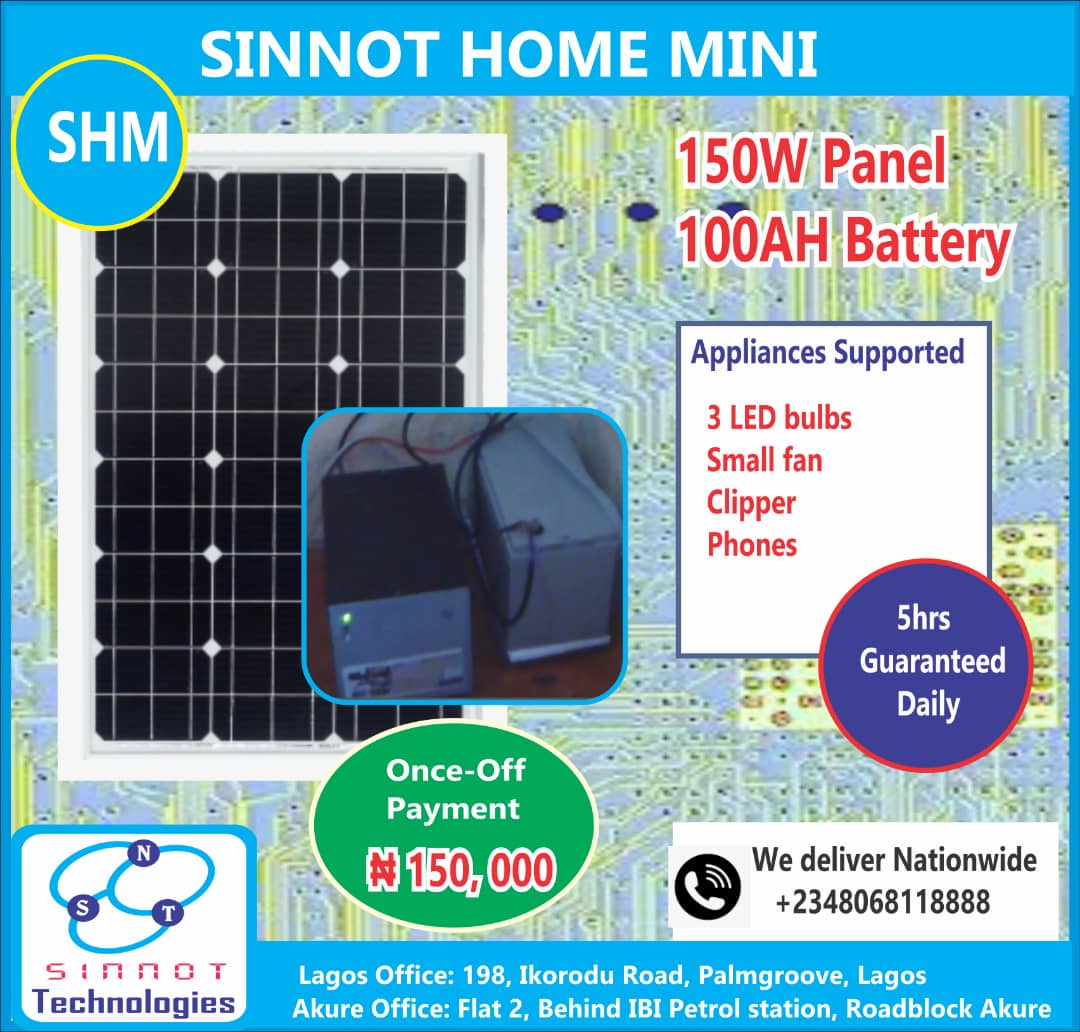 SINNOT HOME MINI
SHM
150W Panel
100AH Battery
Appliances Supported
3 LED bulbs
Small fan
Clipper
Phones
5hrs
Guaranteed
Daily
Once-Off
Payment
₦ 150,000
We deliver Nationwide
+2348068118888
N
S
T
SINNOT
Technologies
Lagos Office: 198, Ikorodu Road, Palmgroove, Lagos
Akure Office: Flat 2, Behind IBI Petrol station, Roadblock Akure